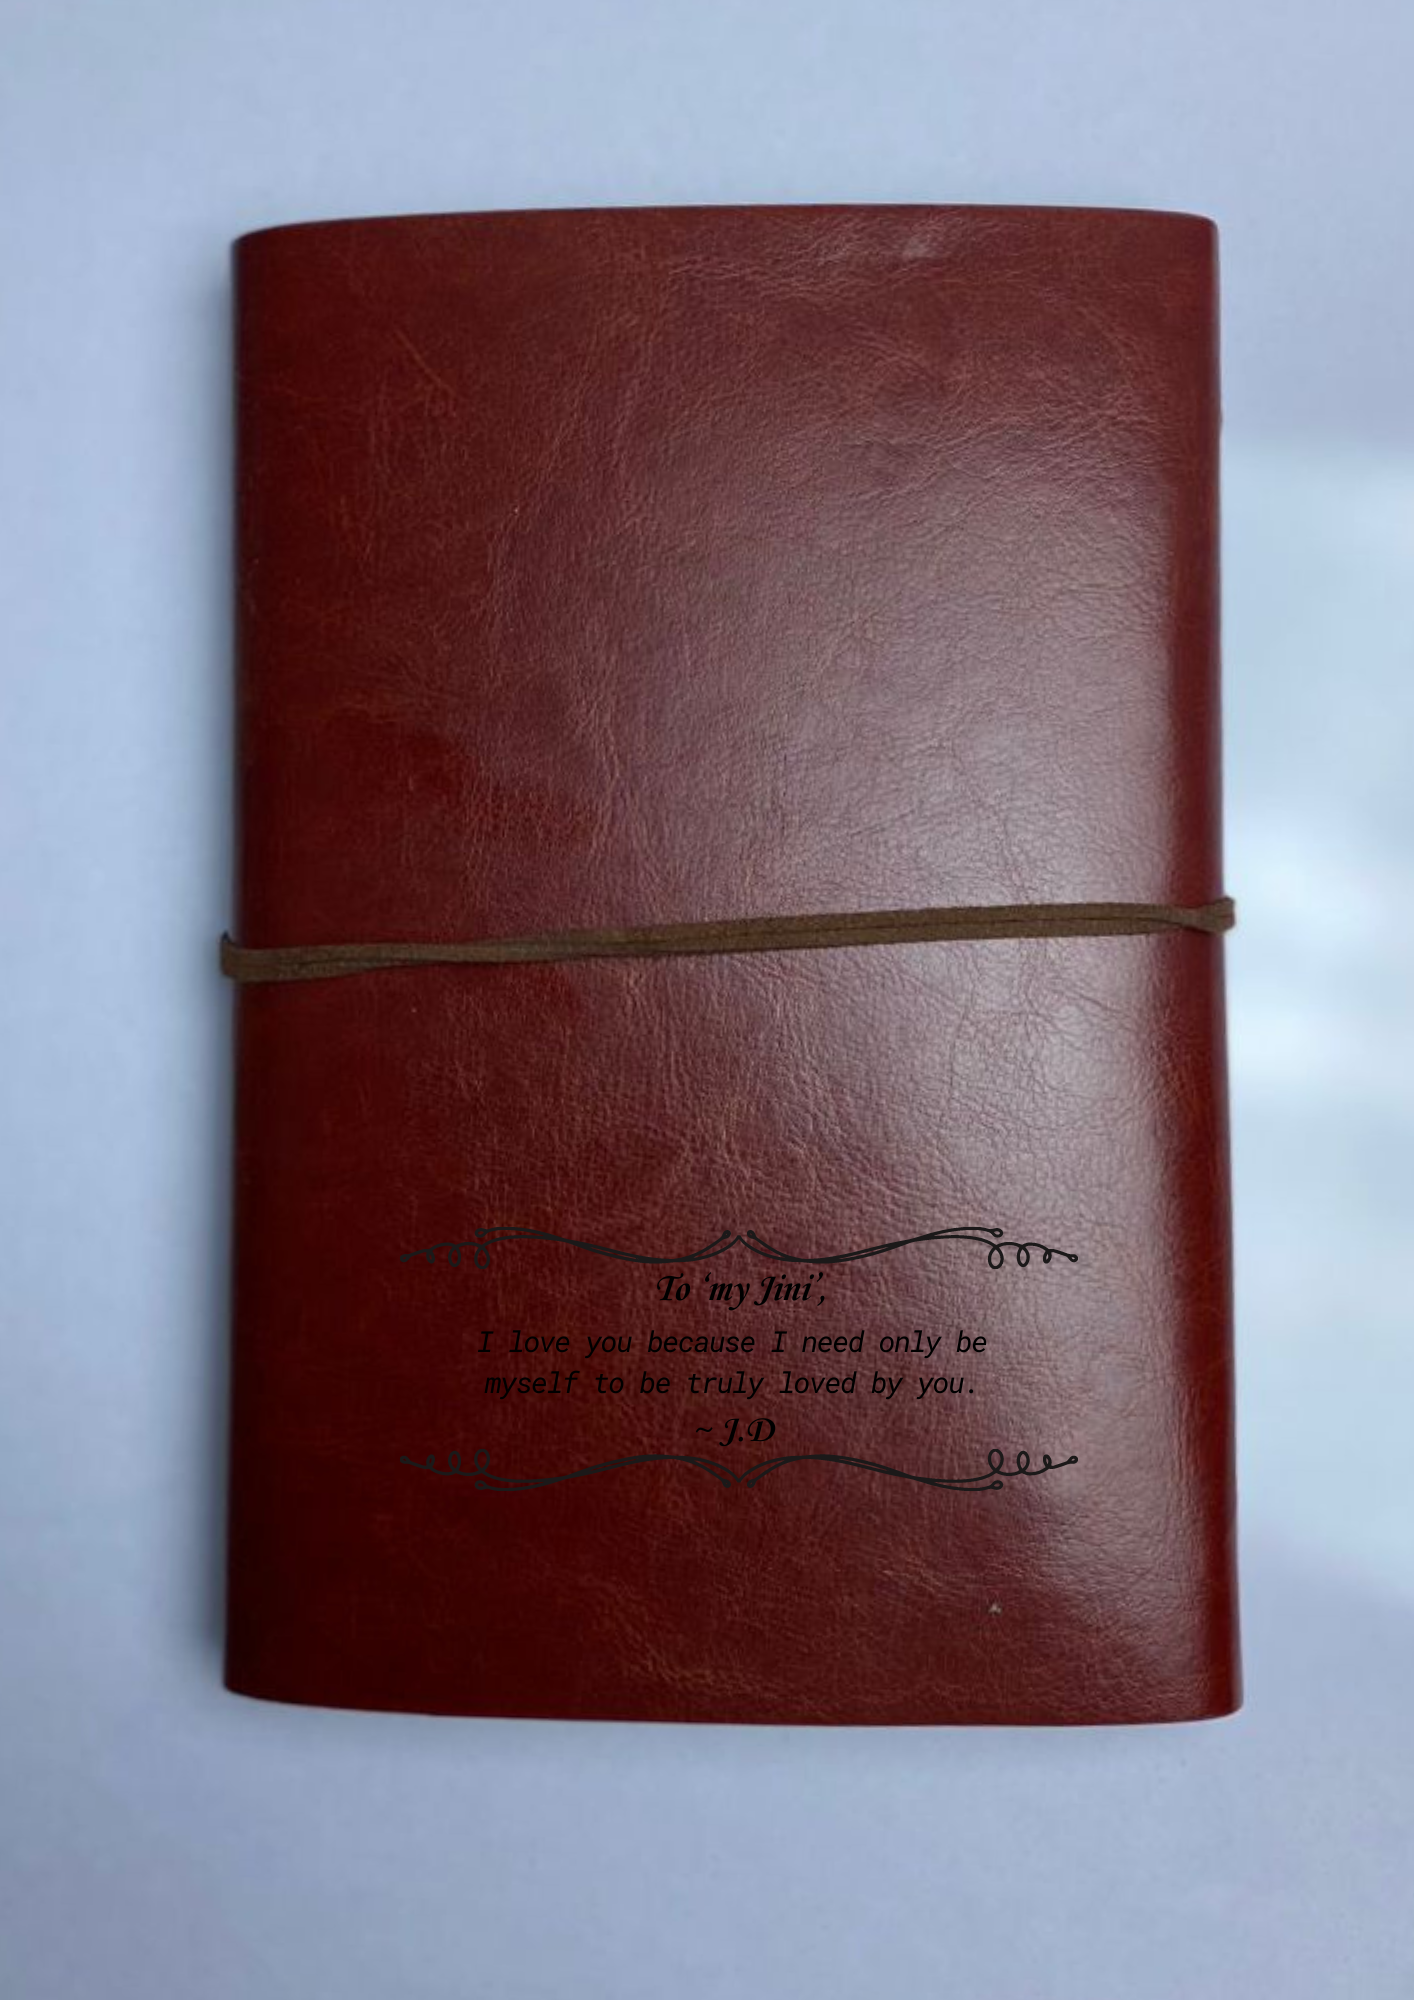 To ‘my Jini’,
I love you because I need only be
myself to be truly loved by you.
~ J.D